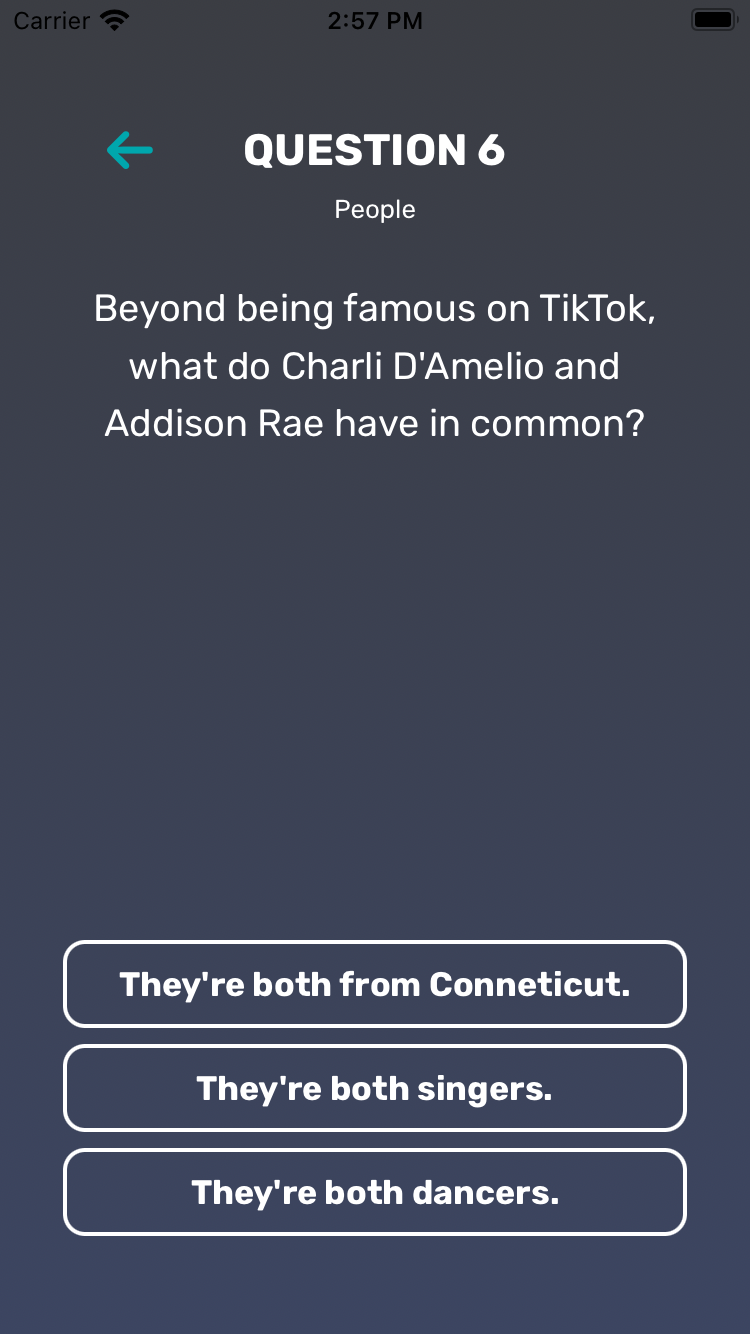 Carrier 2:57 PM
QUESTION 6
People
Beyond being famous on TikTok,
what do Charli D'Amelio and
Addison Rae have in common?
They're both from Conneticut.
They're both singers.
They're both dancers.